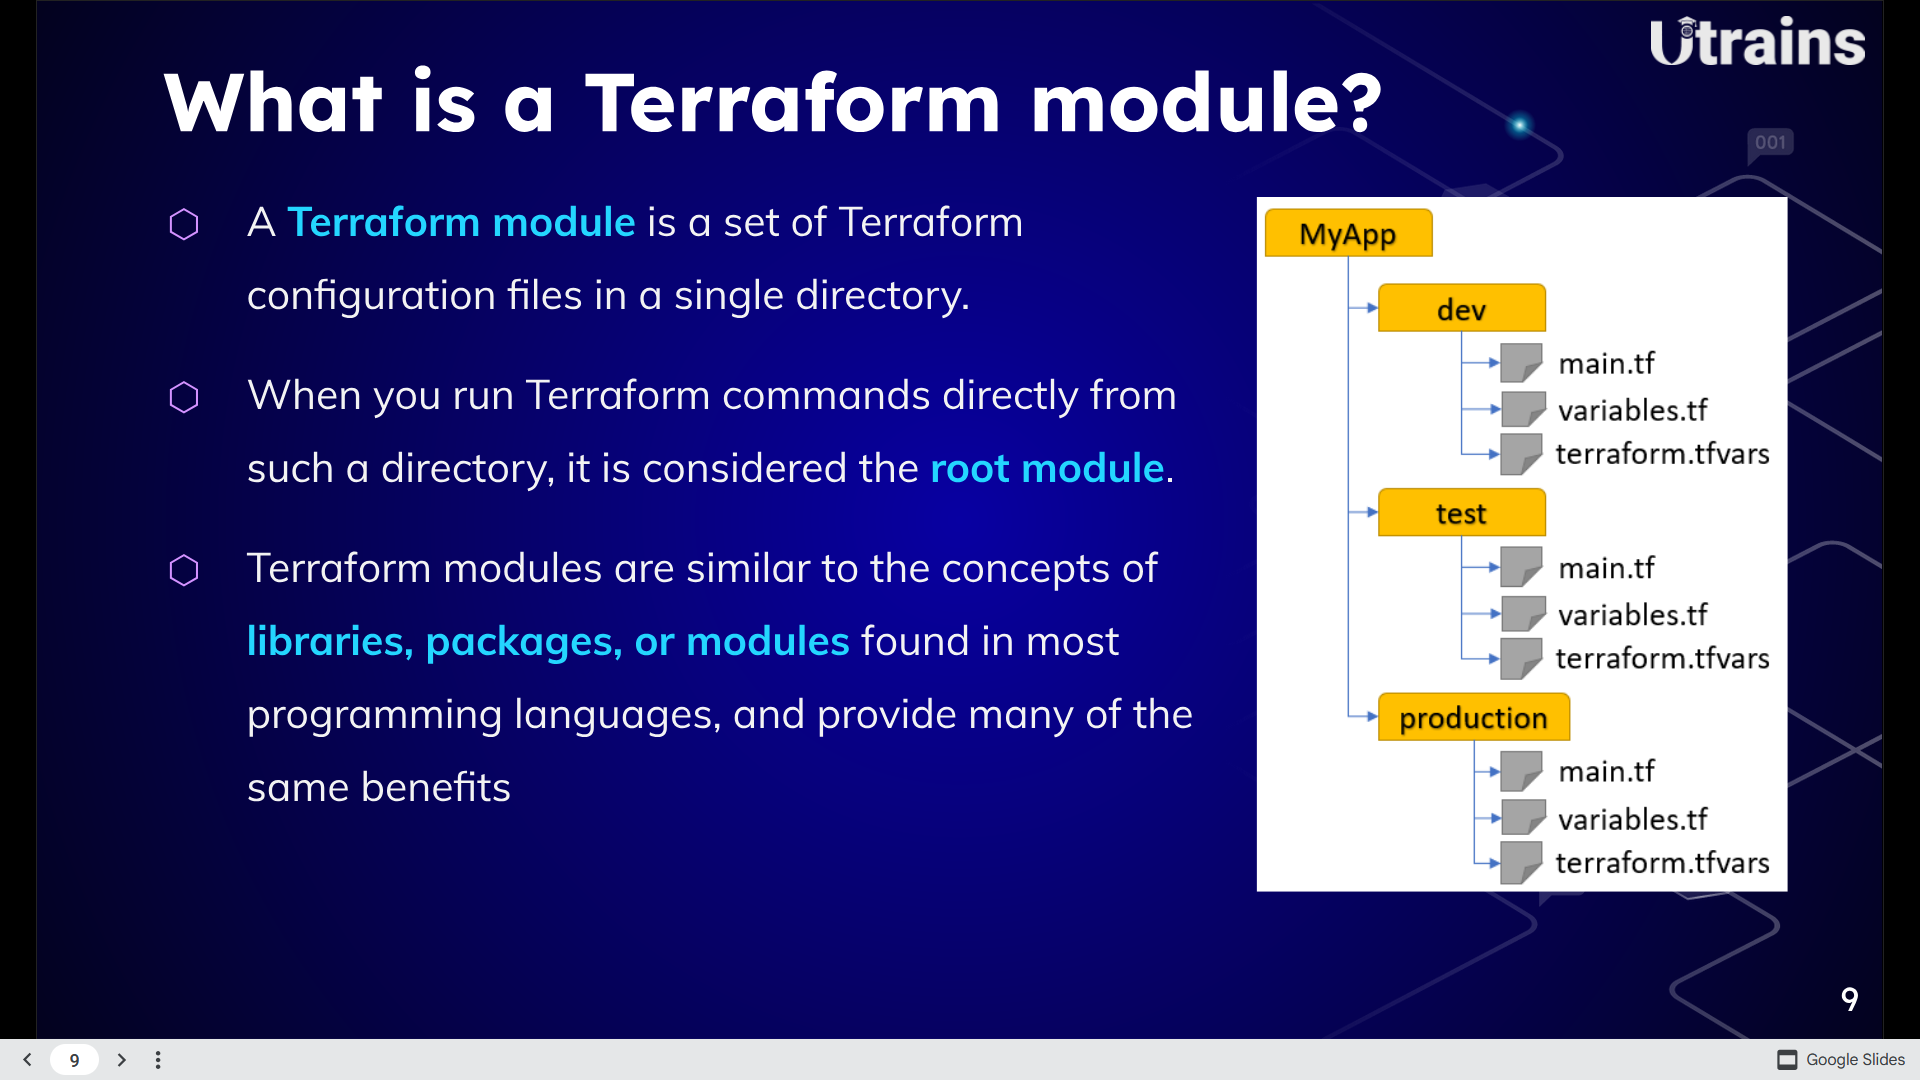 Utrains
What is a Terraform module?
001
A Terraform module is a set of Terraform
configuration files in a single directory.
When you run Terraform commands directly from
such a directory, it is considered the root module.
Terraform modules are similar to the concepts of
libraries, packages, or modules found in most
programming languages, and provide many of the
same benefits
MyApp
dev
main.tf
variables.tf
terraform.tfvars
test
main.tf
variables.tf
terraform.tfvars
production
main.tf
variables.tf
terraform.tfvars
9
9
Google Slides